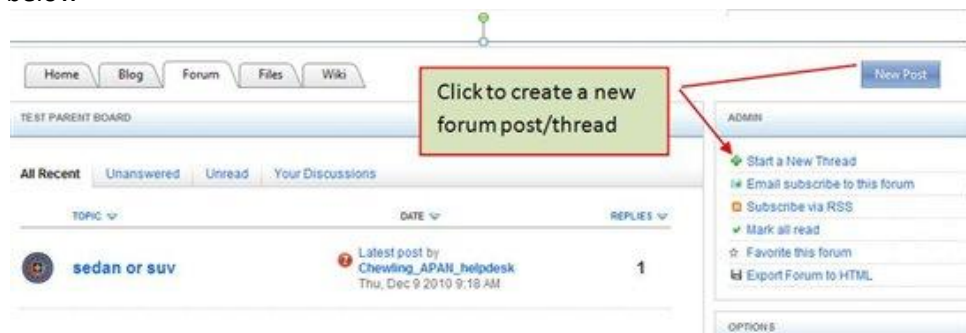 below
Home Blog Forum Files Wiki
New Post
Click to create a new
forum post/thread
TEST PARENT BOARD
ADMIN
All Recent Unanswered Unread Your Discussions
Start a New Thread
Email subscribe to this forum
Subscribe via RSS
Mark all read
Favorite this forum
Export Forum to HTML
TOPIC DATE REPLIES
sedan or suv
Latest post by
Chewling_APAN_helpdesk
Thu, Dec 9 2010 9:18 AM
1
OPTIONS